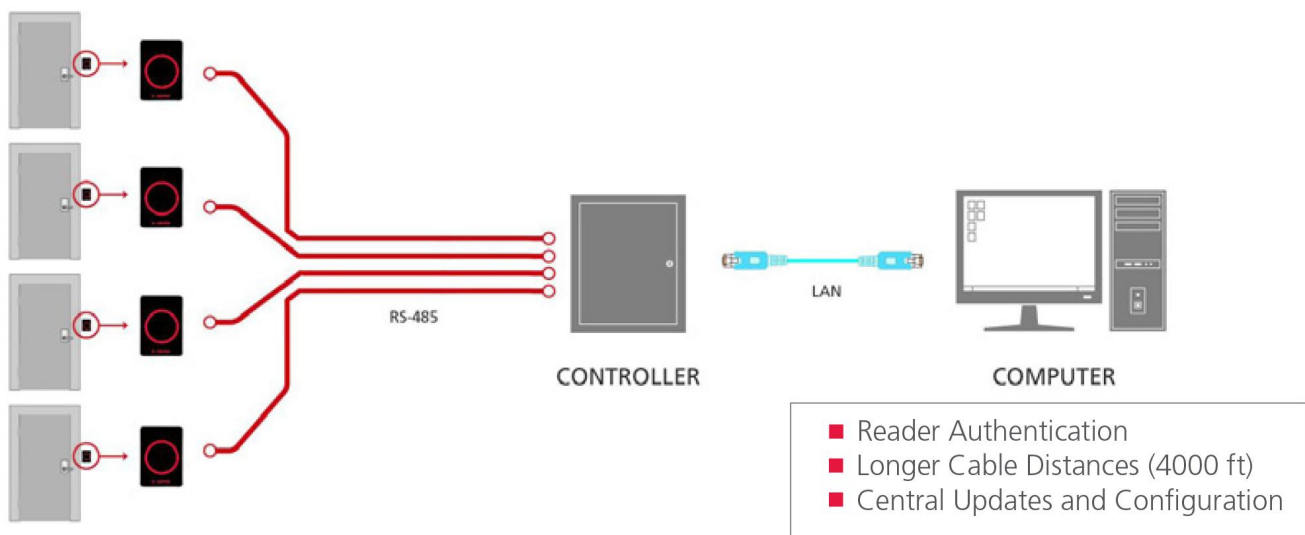 RS-485
LAN
CONTROLLER
COMPUTER
Reader Authentication
Longer Cable Distances (4000 ft)
Central Updates and Configuration